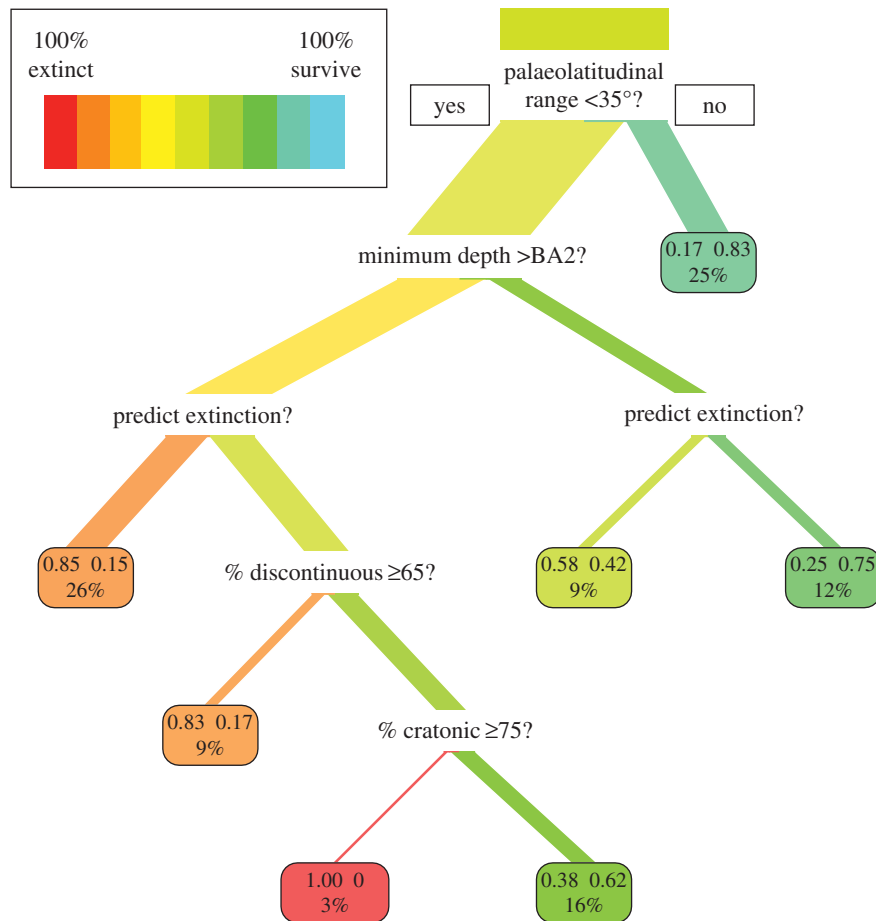 100% 100%
extinct survive
palaeolatitudinal
range <35°?
yes no
0.17 0.83
25%
minimum depth >BA2?
predict extinction? predict extinction?
0.85 0.15
26%
% discontinuous ≥65?
0.58 0.42
9%
0.25 0.75
12%
0.83 0.17
9%
% cratonic ≥75?
1.00 0
3%
0.38 0.62
16%